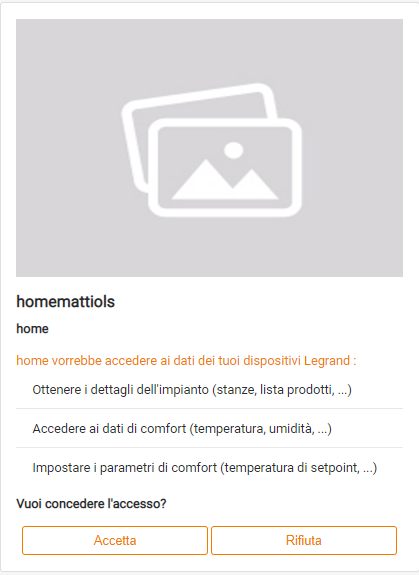 homemattiols
home
home vorrebbe accedere ai dati dei tuoi dispositivi Legrand :
Ottenere i dettagli dell'impianto (stanze, lista prodotti, ...)
Accedere ai dati di comfort (temperatura, umidità, ...)
Impostare i parametri di comfort (temperatura di setpoint, ...)
Vuoi concedere l'accesso?
Accetta Rifiuta